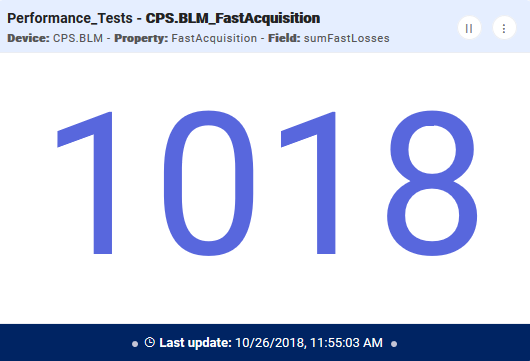 Performance_Tests - CPS.BLM_FastAcquisition
Device: CPS.BLM - Property: FastAcquisition - Field: sumFastLosses
1018
Last update: 10/26/2018, 11:55:03 AM